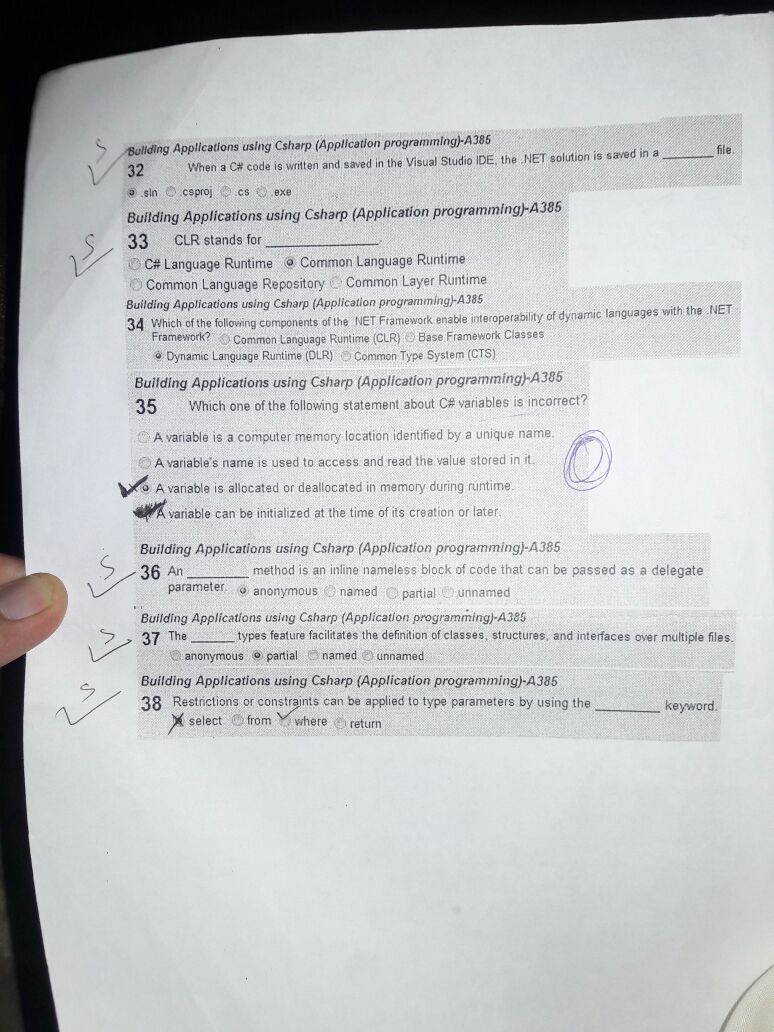 Building Applications using Csharp (Application programming)-A385
32 When a C# code is written and saved in the Visual Studio IDE, the .NET solution is saved in a ________ file.
.sln .csproj .cs .exe
Building Applications using Csharp (Application programming)-A385
33 CLR stands for ________________.
C# Language Runtime Common Language Runtime
Common Language Repository Common Layer Runtime
Building Applications using Csharp (Application programming)-A385
34 Which of the following components of the .NET Framework enable interoperability of dynamic languages with the .NET
Framework? Common Language Runtime (CLR) Base Framework Classes
Dynamic Language Runtime (DLR) Common Type System (CTS)
Building Applications using Csharp (Application programming)-A385
35 Which one of the following statement about C# variables is incorrect?
A variable is a computer memory location identified by a unique name.
A variable's name is used to access and read the value stored in it.
A variable is allocated or deallocated in memory during runtime.
A variable can be initialized at the time of its creation or later.
Building Applications using Csharp (Application programming)-A385
36 An _________ method is an inline nameless block of code that can be passed as a delegate
parameter. anonymous named partial unnamed
Building Applications using Csharp (Application programming)-A385
37 The _______ types feature facilitates the definition of classes, structures, and interfaces over multiple files.
anonymous partial named unnamed
Building Applications using Csharp (Application programming)-A385
38 Restrictions or constraints can be applied to type parameters by using the _________ keyword.
select from where return